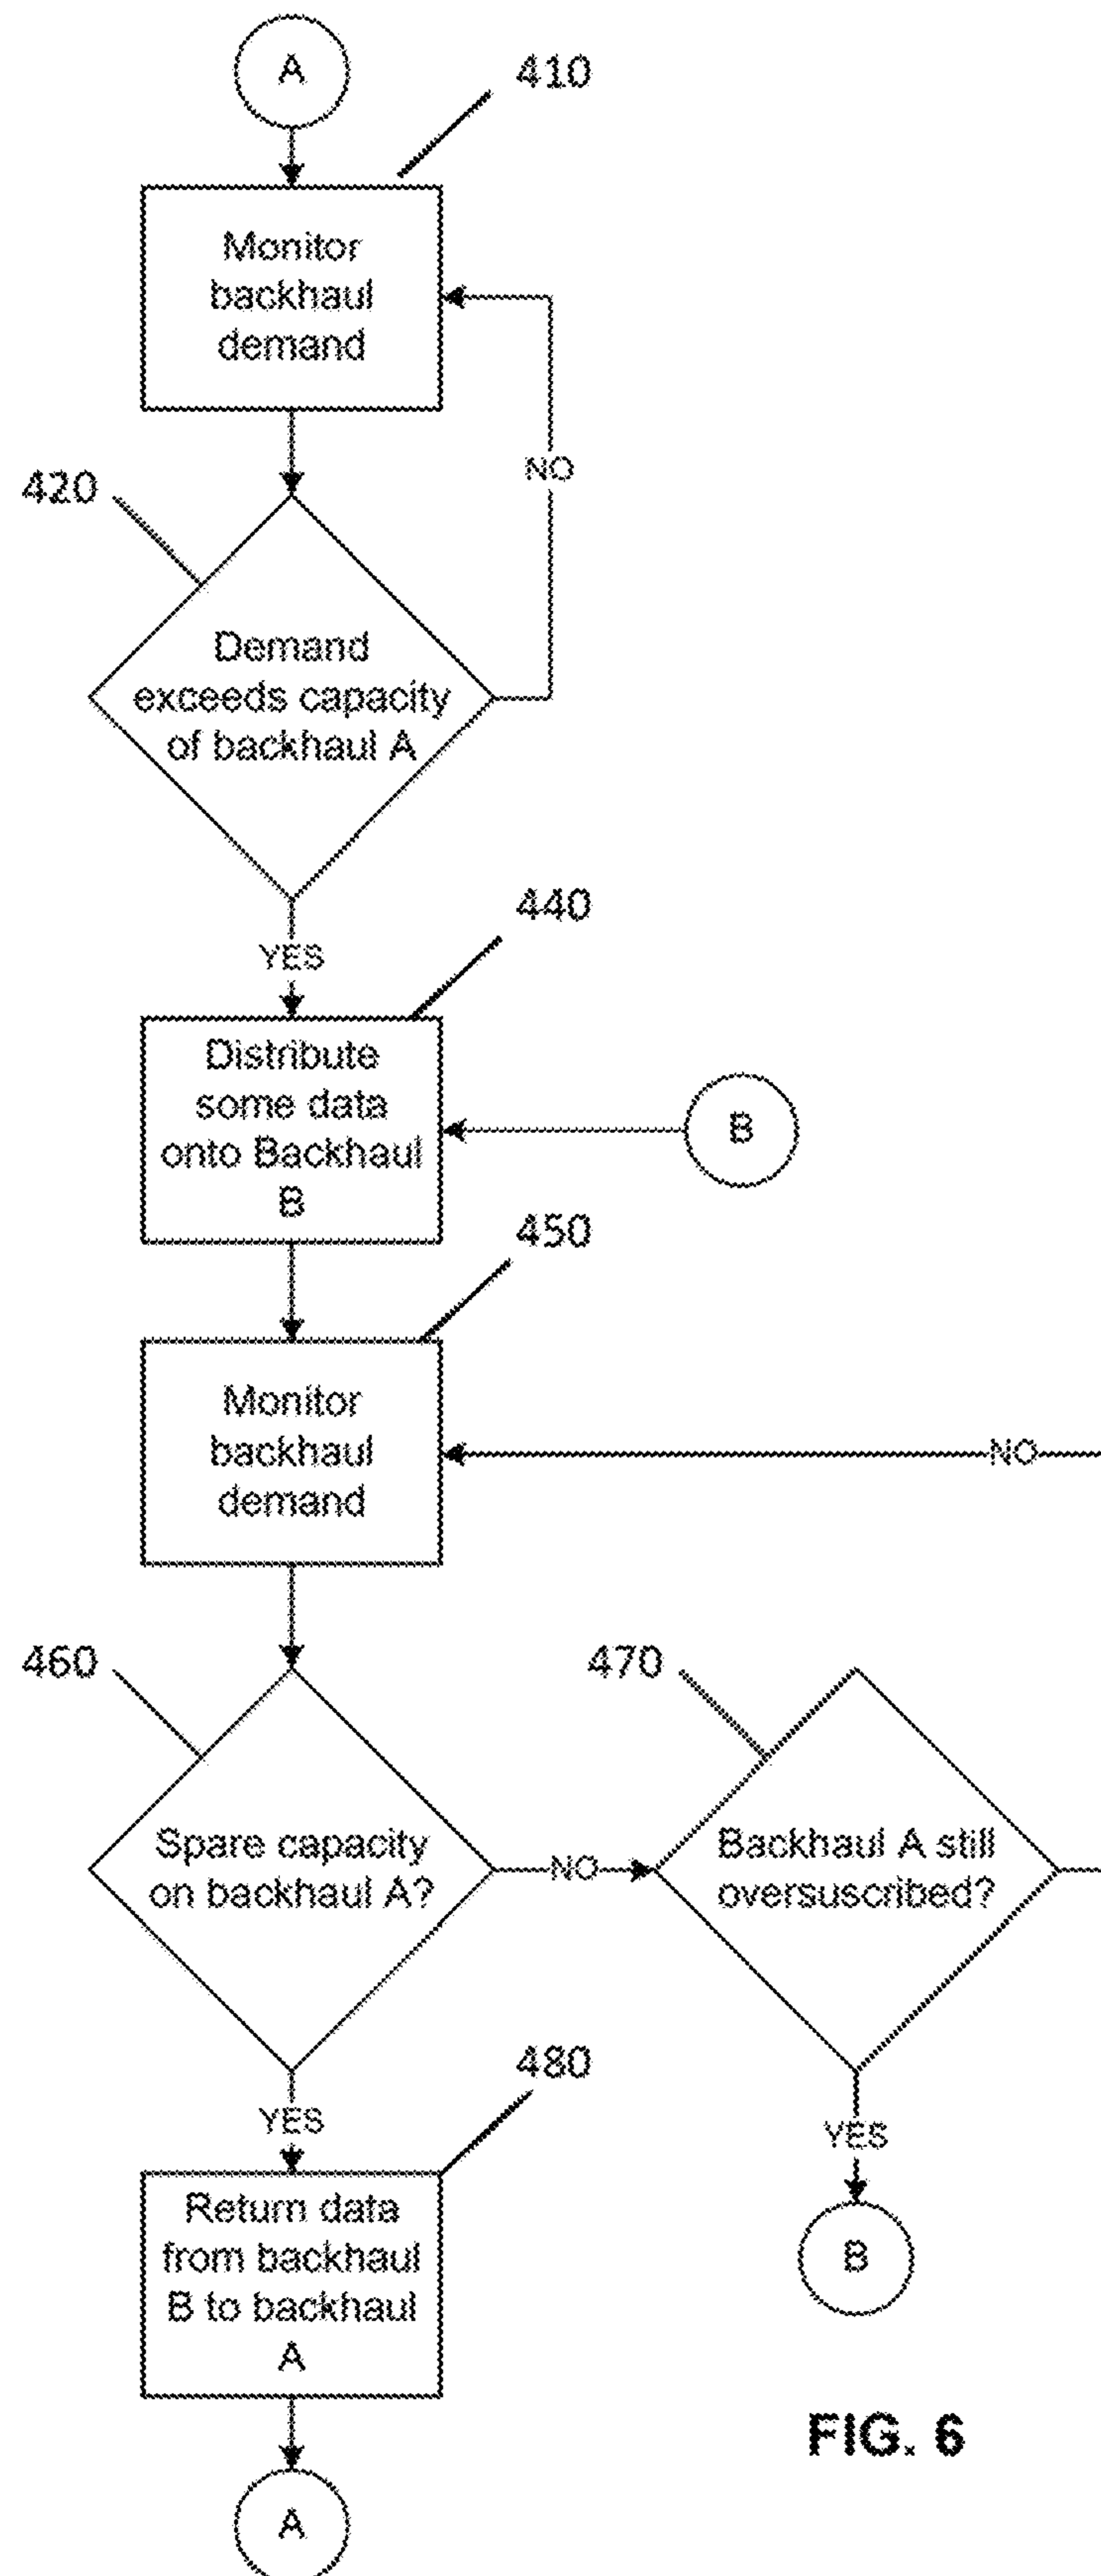 A
410
Monitor
backhaul
demand
NO
420
Demand
exceeds capacity
of backhaul A
440
YES
Distribute
some data
onto Backhaul
B
B
450
Monitor
backhaul
demand
NO
460
470
Spare capacity
on backhaul A?
NO
Backhaul A still
oversuscribed?
480
YES
YES
Return data
from backhaul
B to backhaul
A
B
FIG. 6
A